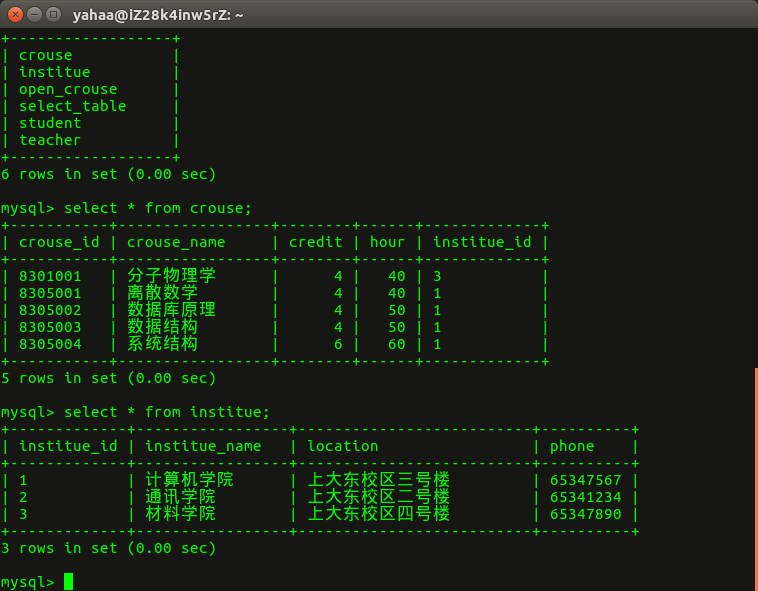 yahaa@iZ28k4inw5rZ: ~
+------------------+
| crouse           |
| institue         |
| open_crouse      |
| select_table     |
| student          |
| teacher          |
+------------------+
6 rows in set (0.00 sec)
mysql> select * from crouse;
+-----------+-----------------+--------+------+-------------+
| crouse_id | crouse_name     | credit | hour | institue_id |
+-----------+-----------------+--------+------+-------------+
| 8301001   | 分子物理学      |      4 |   40 | 3           |
| 8305001   | 离散数学        |      4 |   40 | 1           |
| 8305002   | 数据库原理      |      4 |   50 | 1           |
| 8305003   | 数据结构        |      4 |   50 | 1           |
| 8305004   | 系统结构        |      6 |   60 | 1           |
+-----------+-----------------+--------+------+-------------+
5 rows in set (0.00 sec)
mysql> select * from institue;
+-------------+-----------------+--------------------------+----------+
| institue_id | institue_name   | location                 | phone    |
+-------------+-----------------+--------------------------+----------+
| 1           | 计算机学院      | 上大东校区三号楼         | 65347567 |
| 2           | 通讯学院        | 上大东校区二号楼         | 65341234 |
| 3           | 材料学院        | 上大东校区四号楼         | 65347890 |
+-------------+-----------------+--------------------------+----------+
3 rows in set (0.00 sec)
mysql>